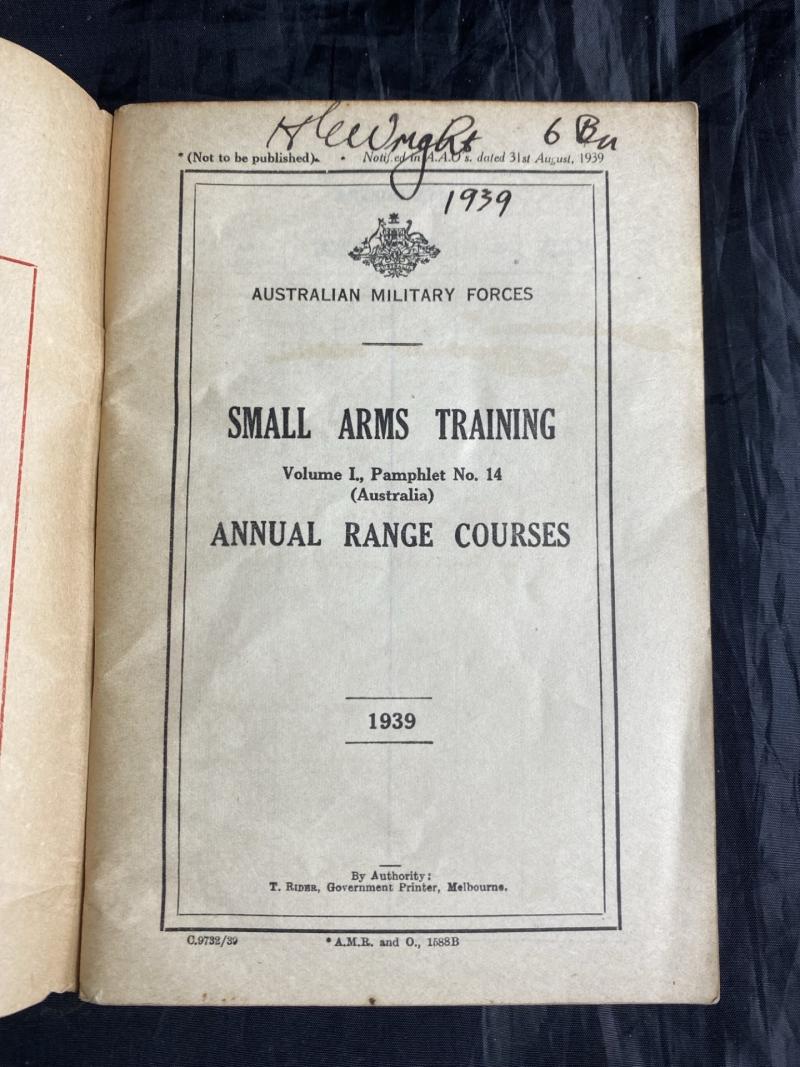 H C Wright 6 Bn
* (Not to be published). • Notified in A.A.O's. dated 31st August, 1939
1939
AUSTRALIAN MILITARY FORCES
SMALL ARMS TRAINING
Volume I., Pamphlet No. 14
(Australia)
ANNUAL RANGE COURSES
1939
By Authority:
T. RIDER, Government Printer, Melbourne.
C.9732/39 * A.M.R. and O., 1588B